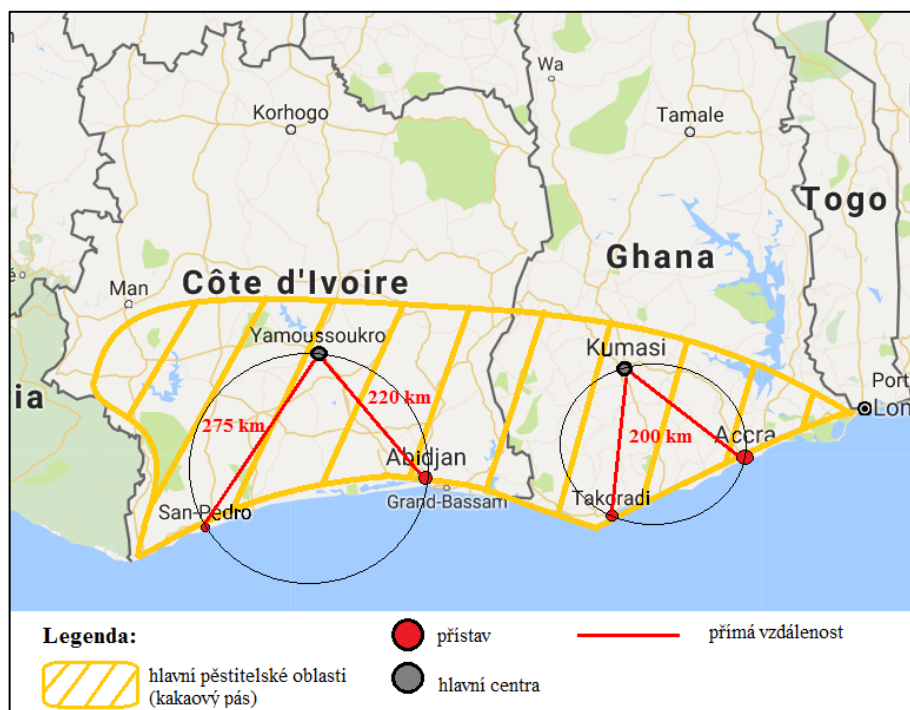 Wa
Korhogo
Tamale
Togo
Ghana
Côte d'Ivoire
Man
Yamoussoukro
Kumasi
Port
ia
Lon
220 km
275 km
200 km
Accra
Abidjan
Grand-Bassam
Takoradi
San-Pedro
Legenda:
přístav
přímá vzdálenost
hlavní pěstitelské oblasti
(kakaový pás)
hlavní centra